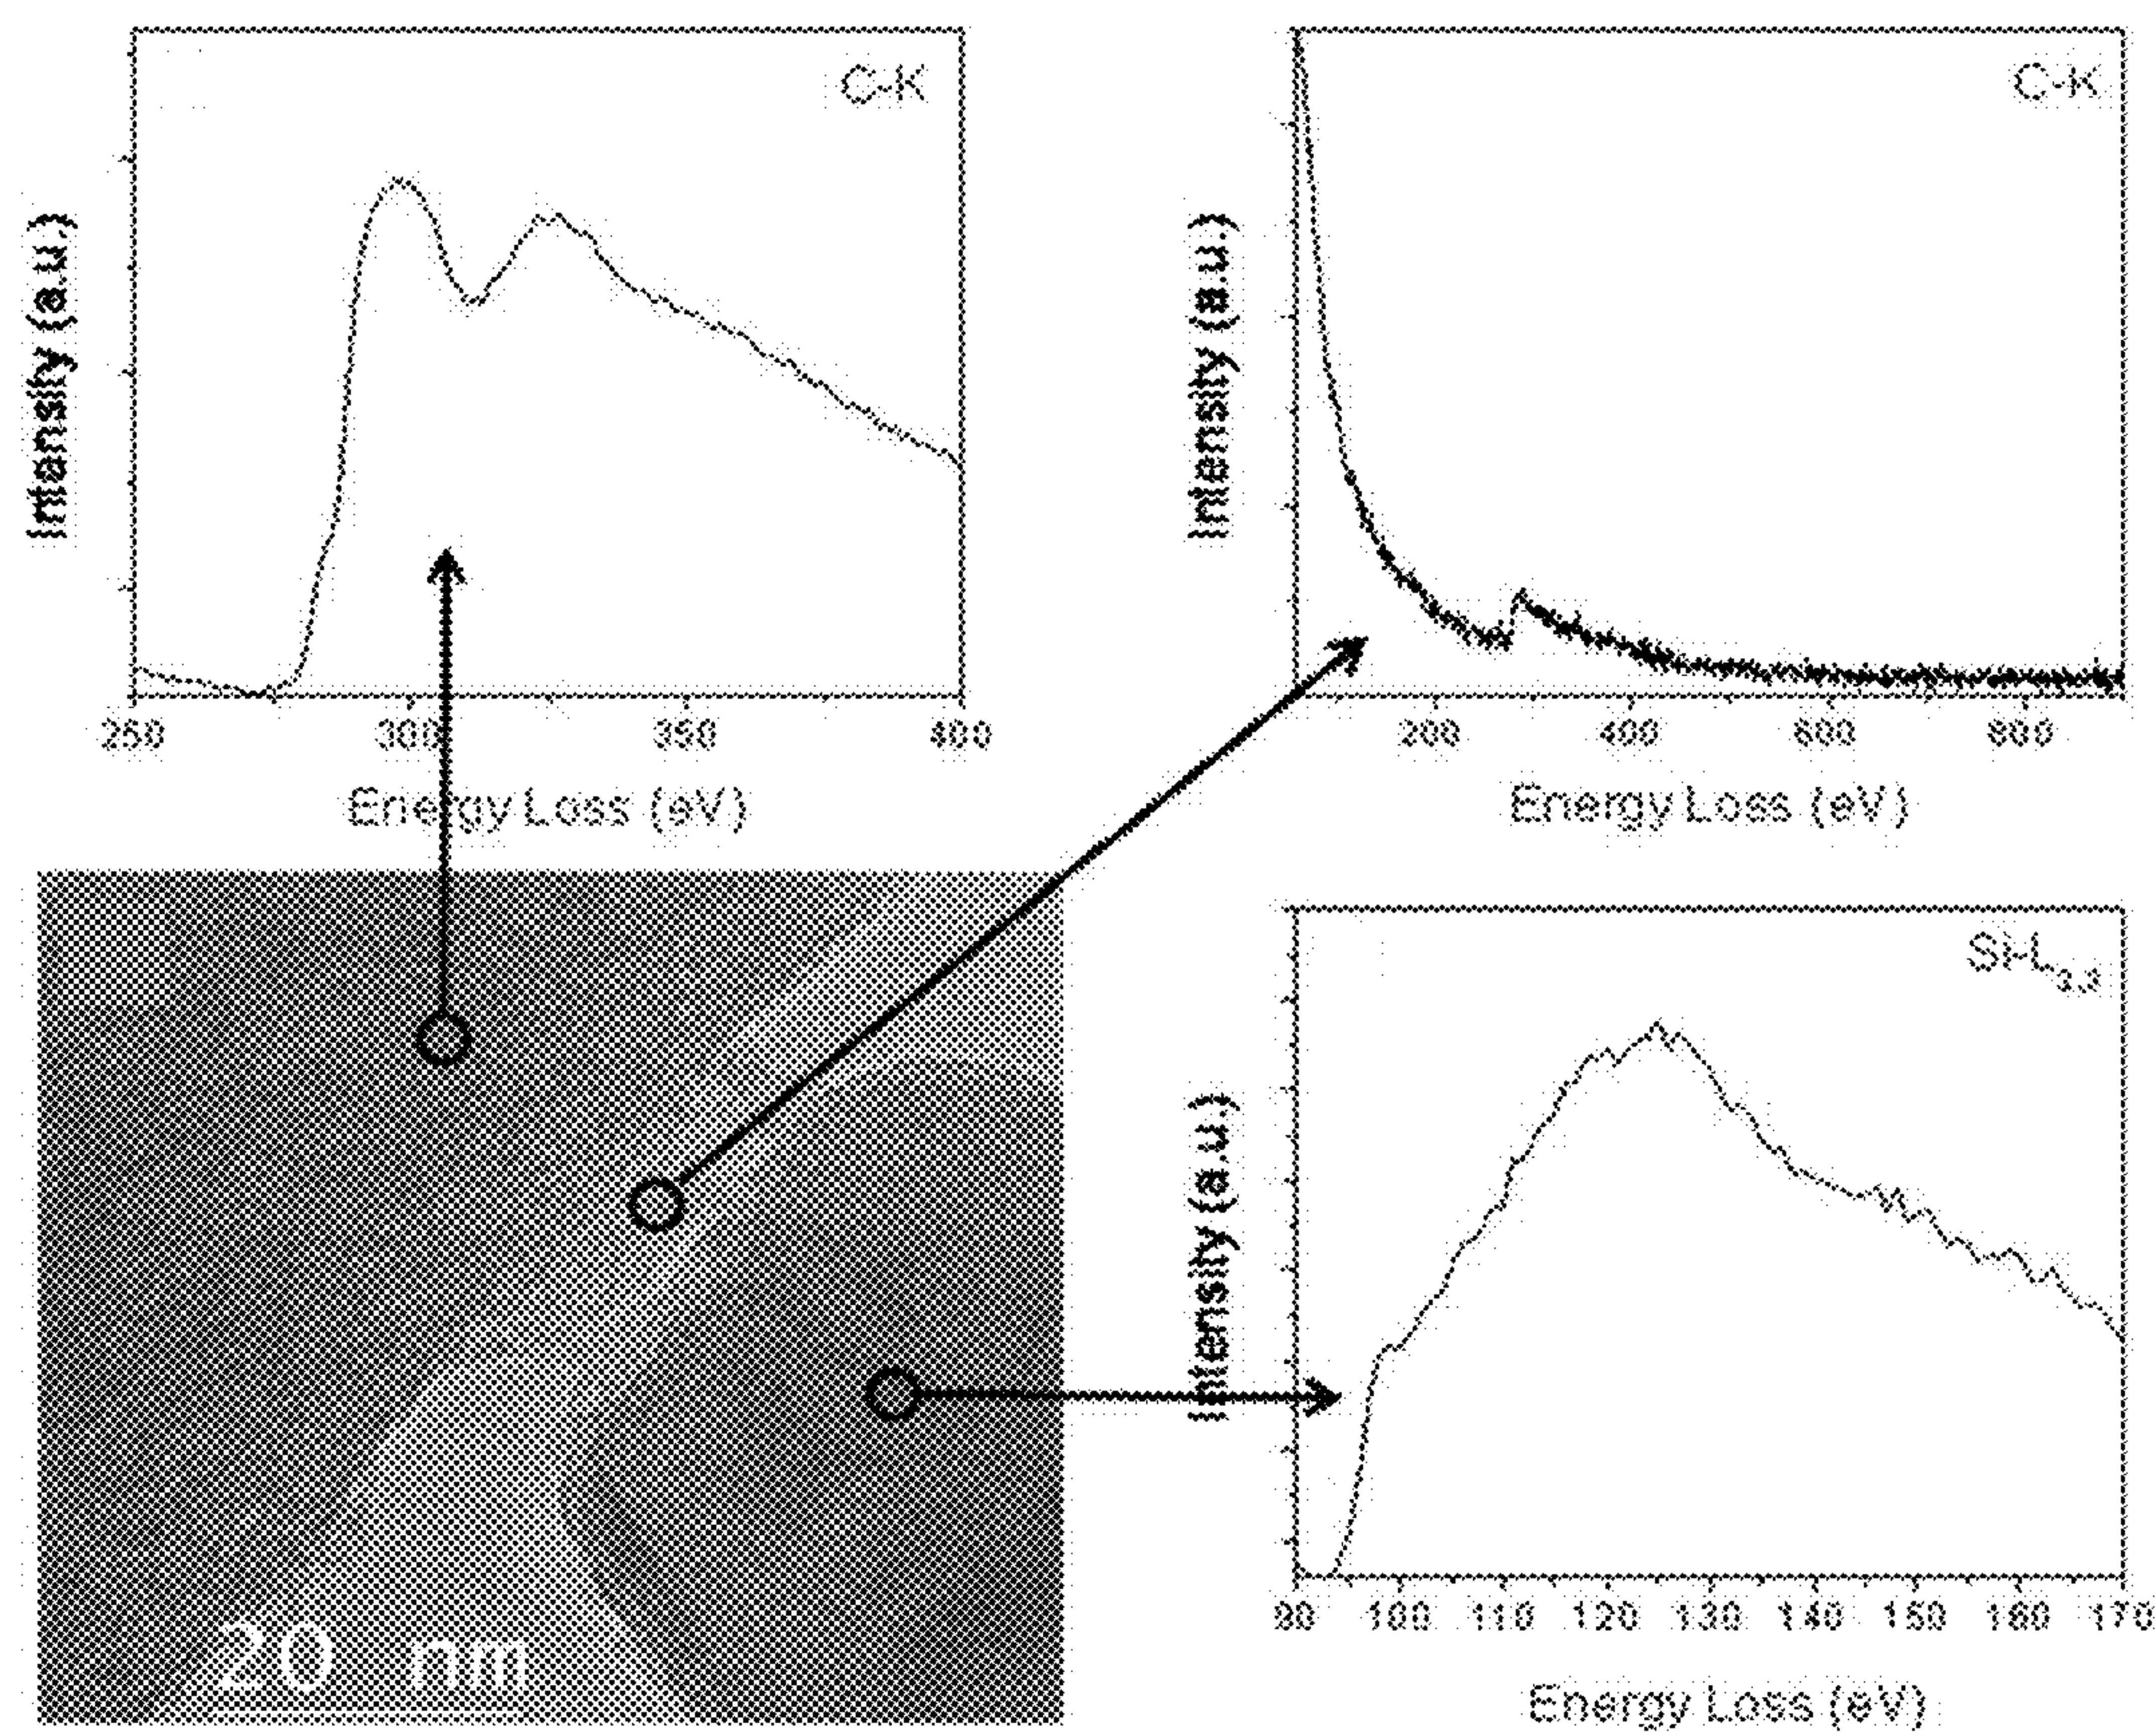 C-K
Intensity (a.u.)
250 300 350 400
Energy Loss (eV)
C-K
Intensity (a.u.)
200 400 600 800
Energy Loss (eV)
20 nm
Si-L2,3
Intensity (a.u.)
90 100 110 120 130 140 150 160 170
Energy Loss (eV)